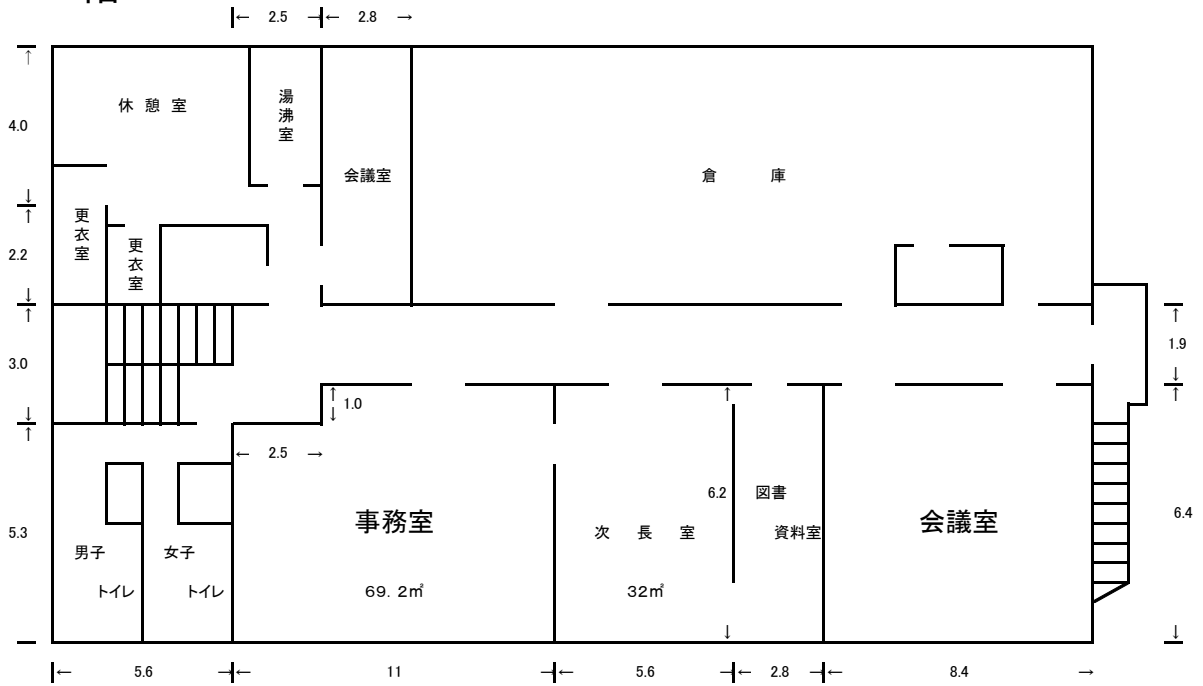 ← 2.5 → ← 2.8 →
↑
4.0
↓
↑
2.2
↓
↑
3.0
↓
↑
5.3
休 憩 室
湯沸室
会議室
倉 庫
更衣室
更衣室
↑
1.9
↓
↑
6.4
↓
↑
1.0
↓
← 2.5 →
↑
6.2
↓
図書
資料室
事務室
69. 2㎡
次 長 室
32㎡
会議室
男子
トイレ
女子
トイレ
← 5.6 → ← 11 → ← 5.6 → ← 2.8 → ← 8.4 →